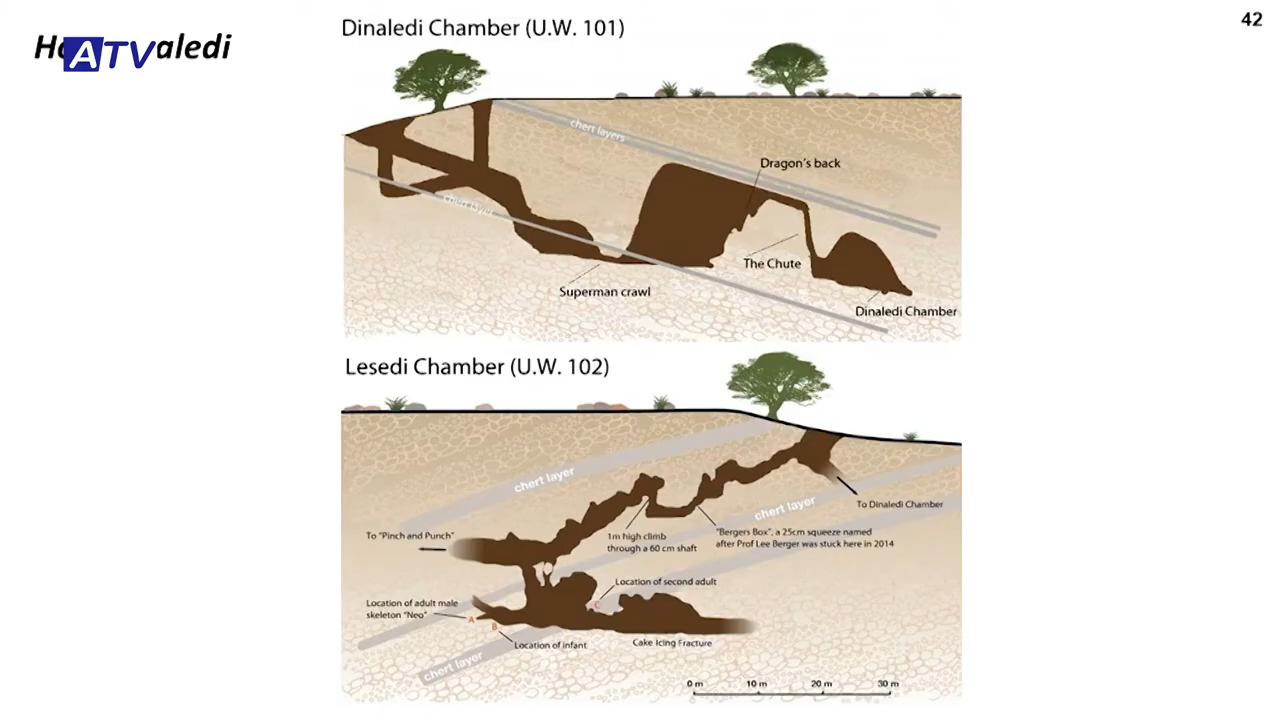 42
ATV
aledi
Dinaledi Chamber (U.W. 101)
chert layers
Dragon's back
chert layer
The Chute
Superman crawl
Dinaledi Chamber
Lesedi Chamber (U.W. 102)
chert layer
chert layer
To Dinaledi Chamber
To "Pinch and Punch"
1m high climb
through a 60 cm shaft
"Bergers Box", a 25cm squeeze named
after Prof Lee Berger was stuck here in 2014
Location of second adult
C
Location of adult male
skeleton "Neo"
A
B
Location of infant
Cake Icing Fracture
chert layer
0 m 10 m 20 m 30 m